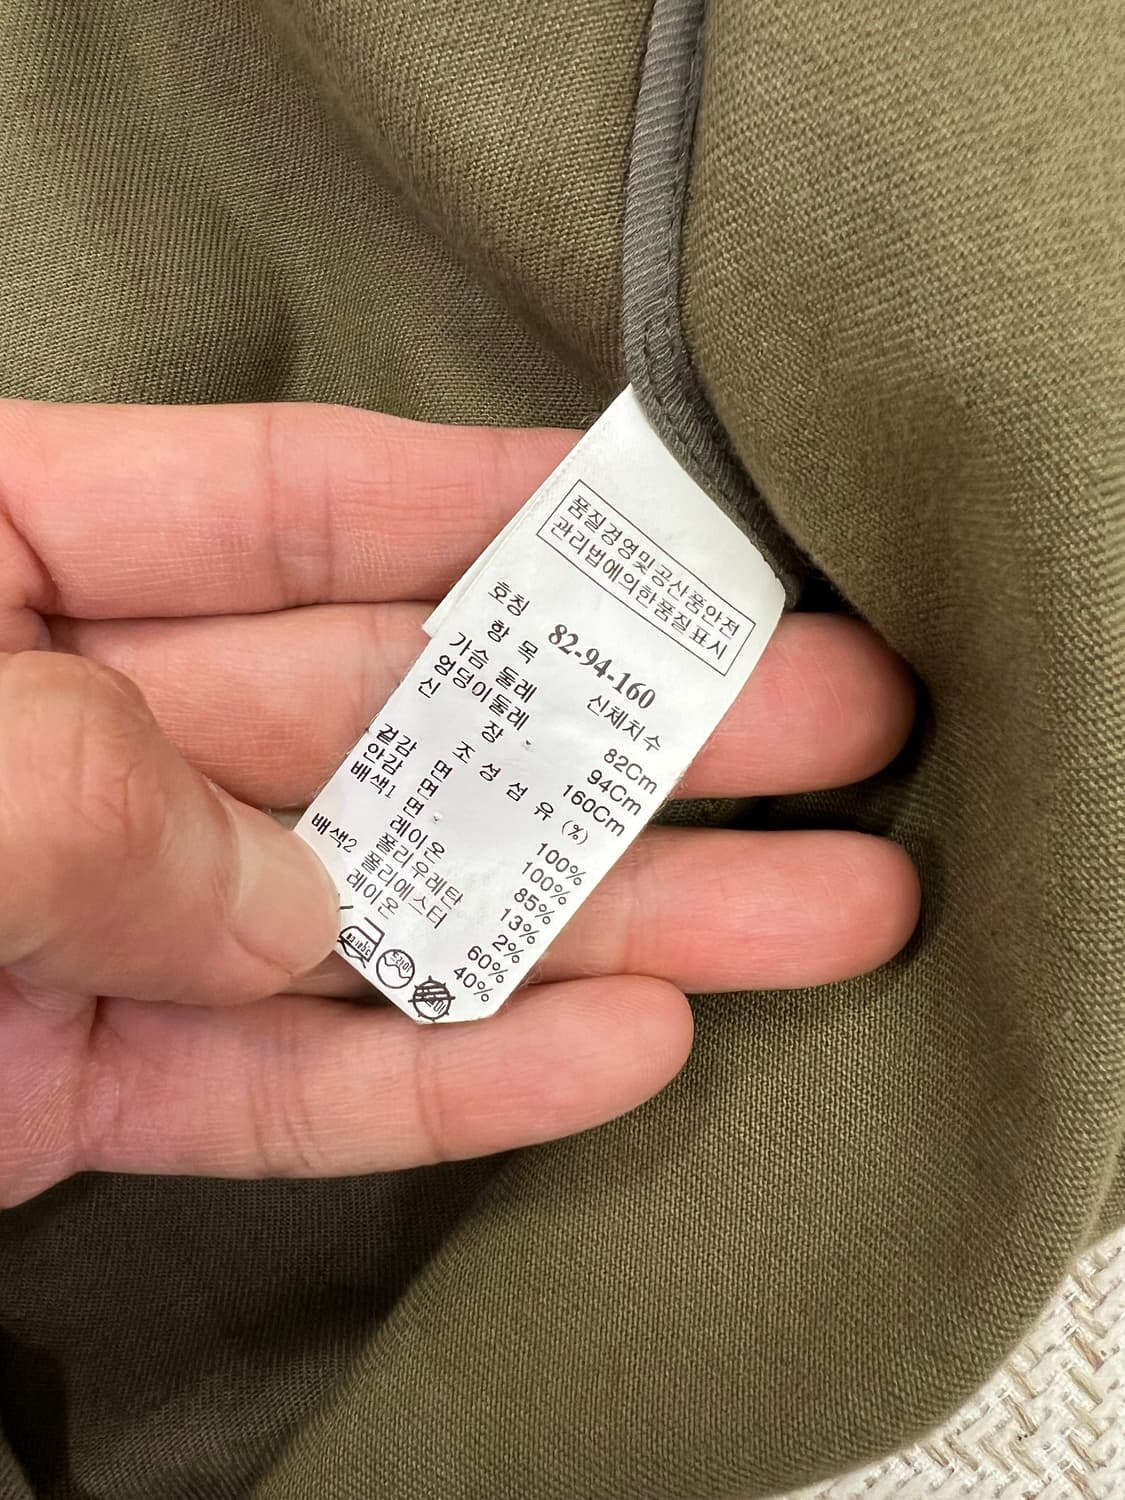 품질경영및공산품안전
관리법에의한품질표시
호칭 82-94-160
항 목 신체치수
가슴 둘레 82Cm
엉덩이둘레 94Cm
신 장 160Cm
조 성 섬 유 (%)
겉감 면 100%
안감 면 100%
배색1 면 85%
레이온 13%
폴리우레탄 2%
배색2 폴리에스터 60%
레이온 40%
드라이